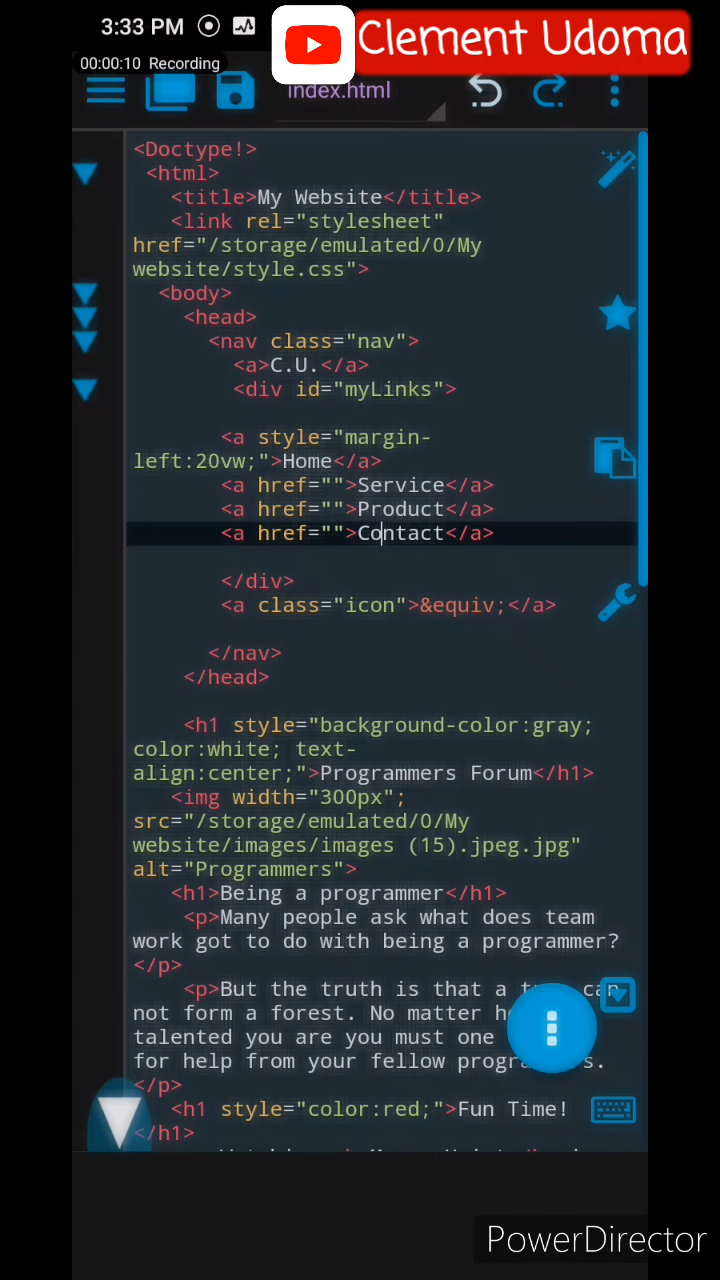 3:33 PM
Clement Udoma
00:00:10 Recording
index.html
<Doctype!>
<html>
<title>My Website</title>
<link rel="stylesheet"
href="/storage/emulated/0/My
website/style.css">
<body>
<head>
<nav class="nav">
<a>C.U.</a>
<div id="myLinks">
<a style="margin-
left:20vw;">Home</a>
<a href="">Service</a>
<a href="">Product</a>
<a href="">Contact</a>
</div>
<a class="icon">&equiv;</a>
</nav>
</head>
<h1 style="background-color:gray;
color:white; text-
align:center;">Programmers Forum</h1>
<img width="300px";
src="/storage/emulated/0/My
website/images/images (15).jpeg.jpg"
alt="Programmers">
<h1>Being a programmer</h1>
<p>Many people ask what does team
work got to do with being a programmer?
</p>
<p>But the truth is that a can
not form a forest. No matter
talented you are you must one
for help from your fellow
</p>
<h1 style="color:red;">Fun Time!
</h1>
PowerDirector